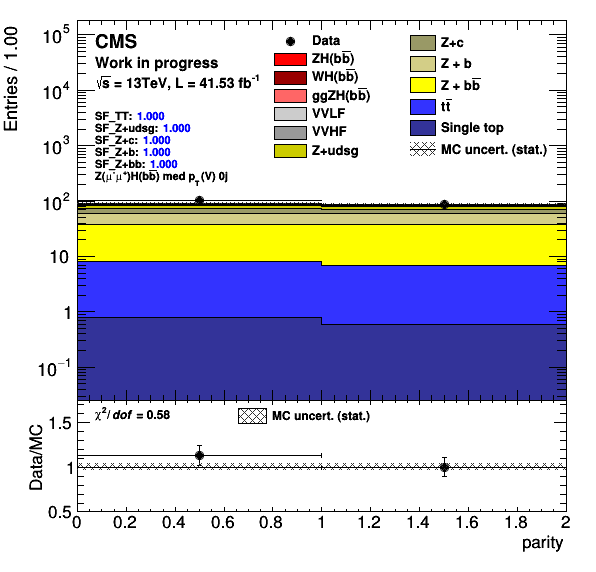 Entries / 1.00
10⁵
10⁴
10³
10²
10
1
10⁻¹
CMS
Work in progress
√s = 13TeV, L = 41.53 fb⁻¹
SF_TT: 1.000
SF_Z+udsg: 1.000
SF_Z+c: 1.000
SF_Z+b: 1.000
SF_Z+bb: 1.000
Z(μ⁻μ⁺)H(bb̅) med p_T(V) 0j
Data
ZH(bb̅)
WH(bb̅)
ggZH(bb̅)
VVLF
VVHF
Z+udsg
Z+c
Z + b
Z + bb̅
tt̅
Single top
MC uncert. (stat.)
Data/MC
1.5
1
0.5
χ²/dof = 0.58
MC uncert. (stat.)
0 0.2 0.4 0.6 0.8 1 1.2 1.4 1.6 1.8 2
parity